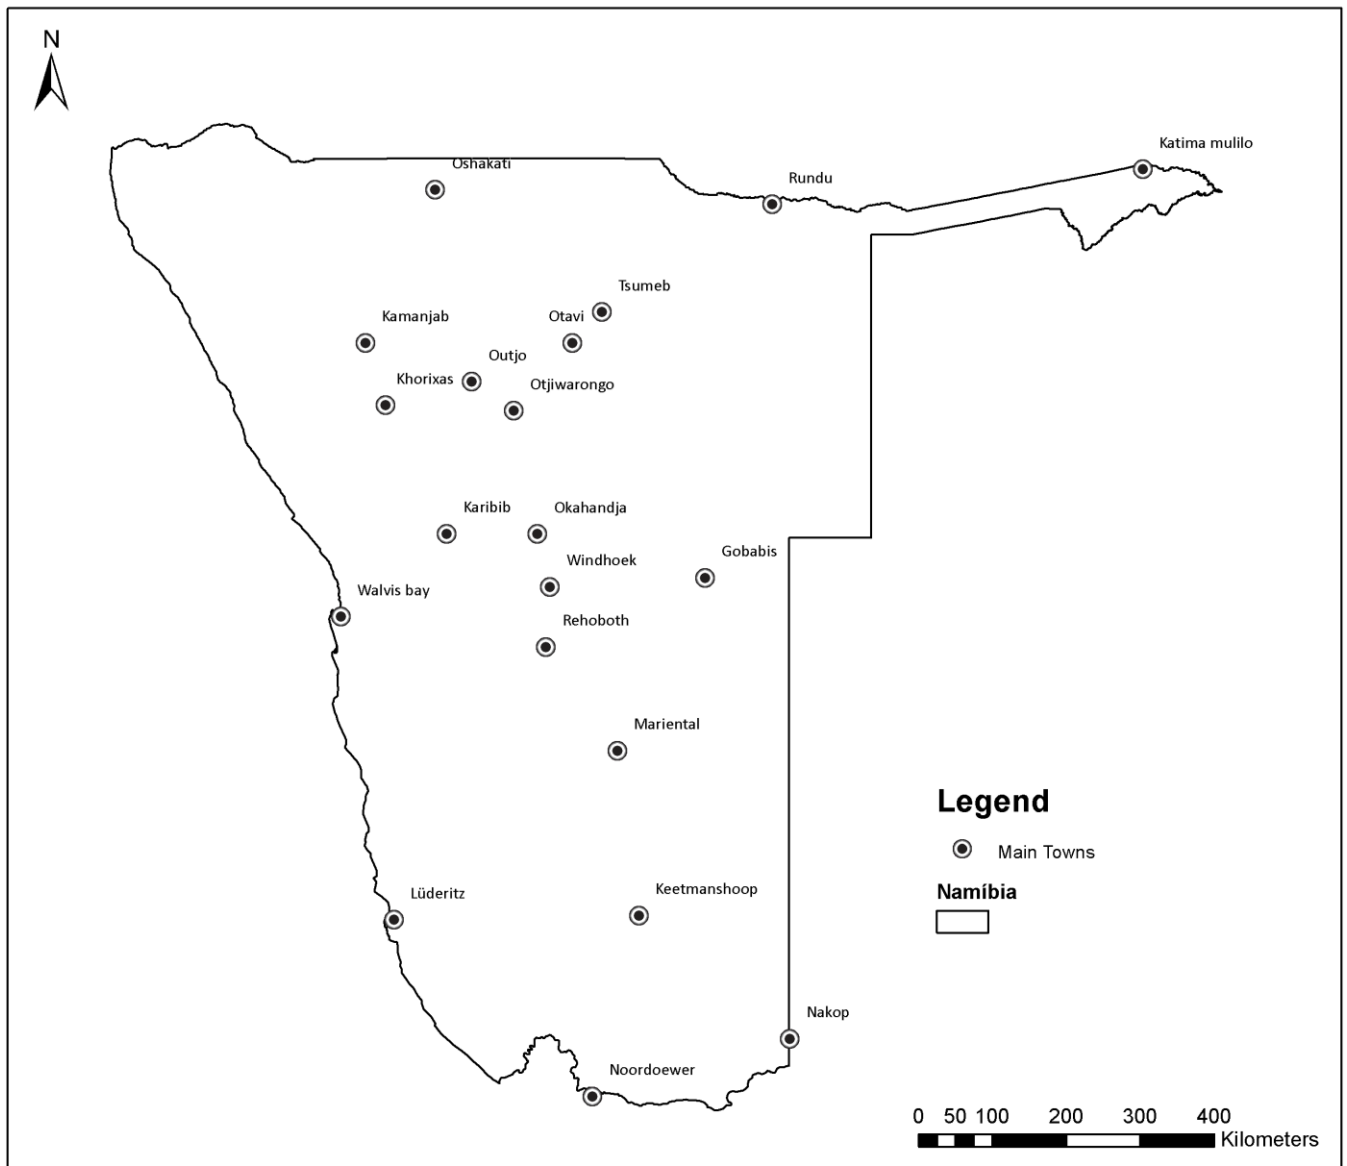 N
Katima mulilo
Oshakati
Rundu
Tsumeb
Kamanjab
Otavi
Outjo
Khorixas
Otjiwarongo
Karibib
Okahandja
Gobabis
Windhoek
Walvis bay
Rehoboth
Mariental
Legend
Main Towns
Keetmanshoop
Namíbia
Lüderitz
Nakop
Noordoewer
0 50 100 200 300 400
Kilometers